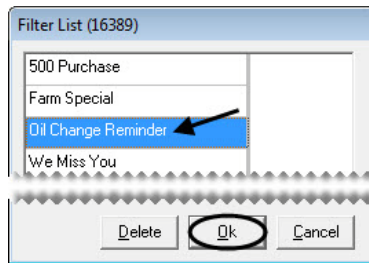 Filter List (16389)
500 Purchase
Farm Special
Oil Change Reminder
We Miss You
Delete Ok Cancel